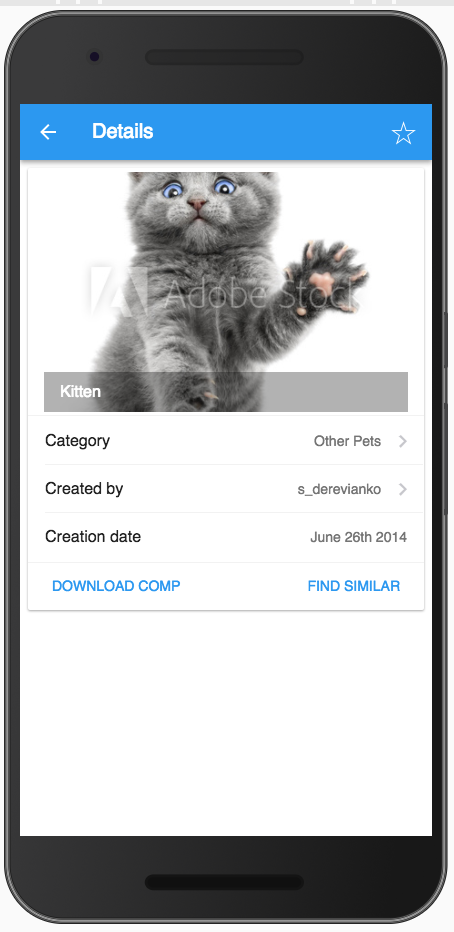 Details
Adobe Stock
Kitten
Category Other Pets
Created by s_derevianko
Creation date June 26th 2014
DOWNLOAD COMP FIND SIMILAR